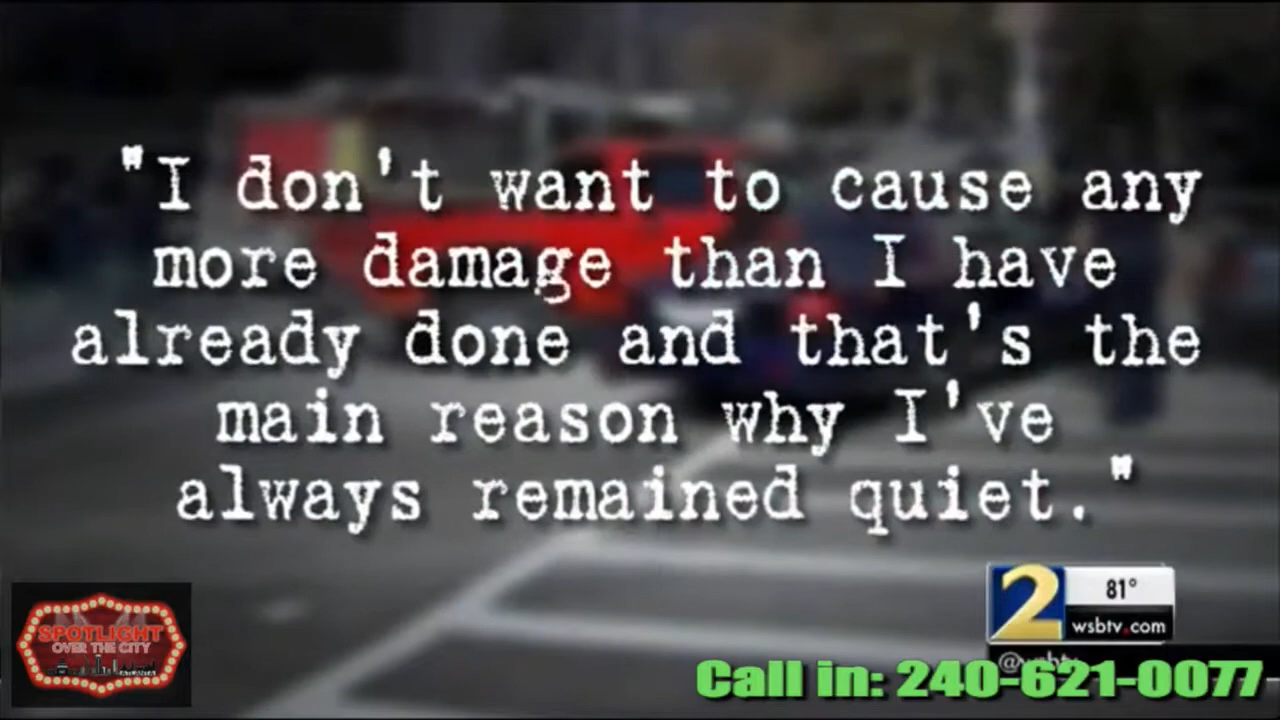 "I don't want to cause any
more damage than I have
already done and that's the
main reason why I've
always remained quiet."
2
81°
wsbtv.com
SPOTLIGHT
OVER THE CITY
ATLANTA
Call in: 240-621-0077